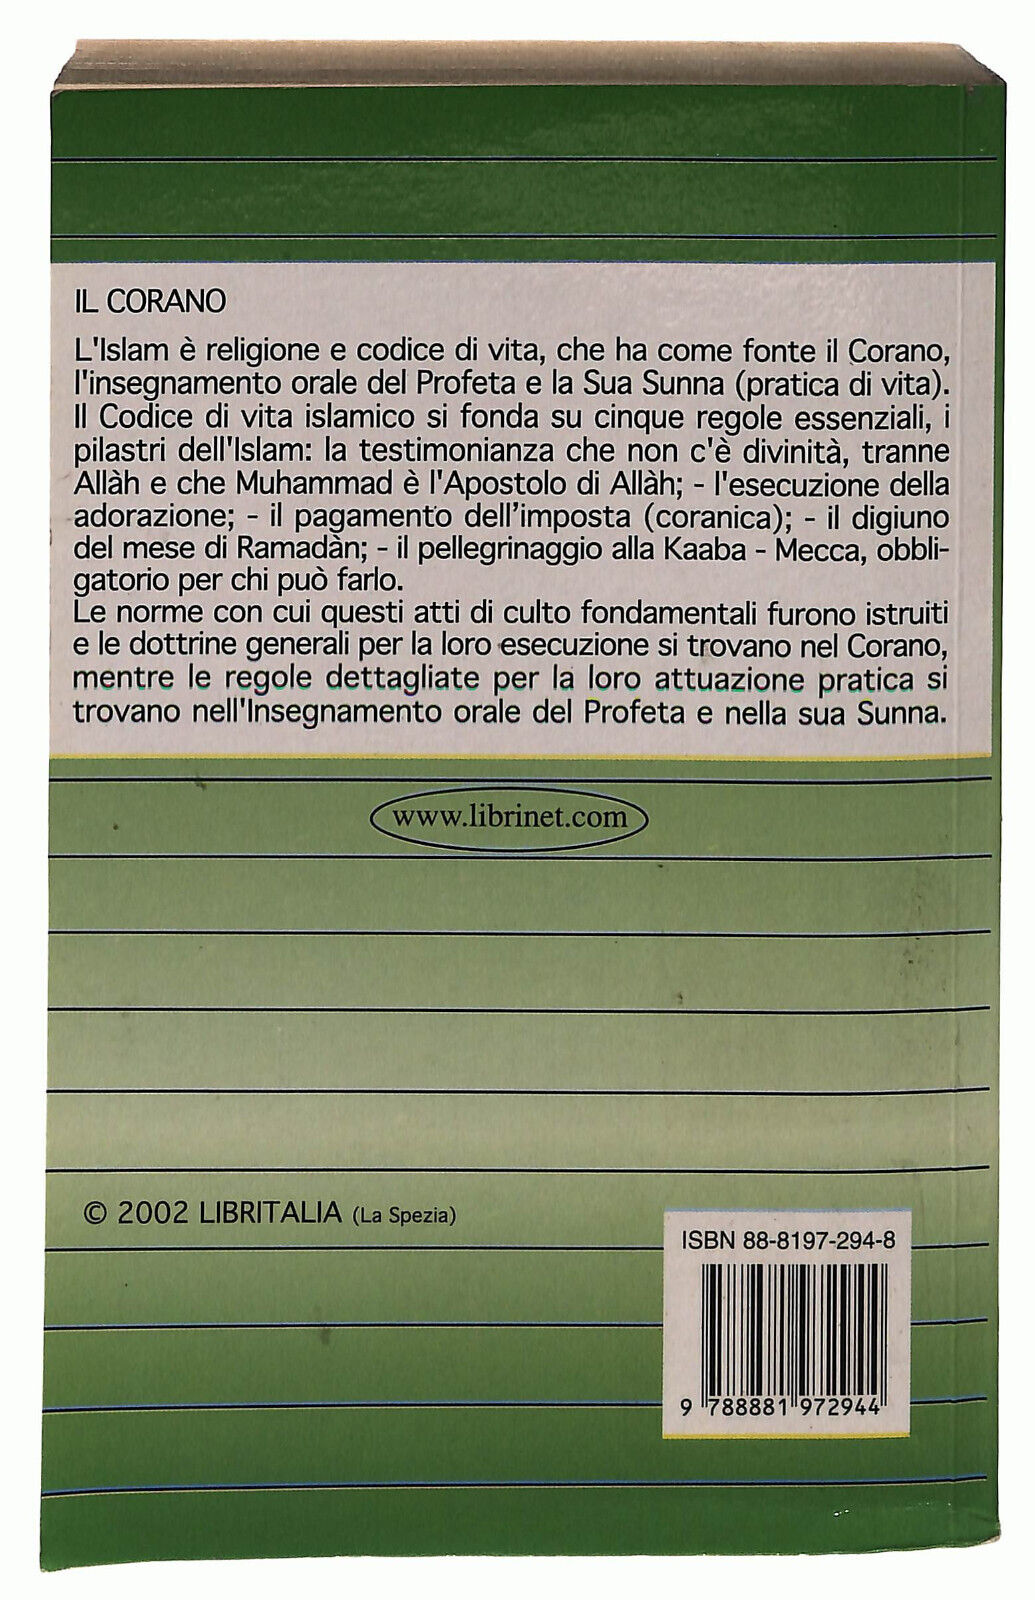 IL CORANO
L'Islam è religione e codice di vita, che ha come fonte il Corano,
l'insegnamento orale del Profeta e la Sua Sunna (pratica di vita).
Il Codice di vita islamico si fonda su cinque regole essenziali, i
pilastri dell'Islam: la testimonianza che non c'è divinità, tranne
Allàh e che Muhammad è l'Apostolo di Allàh; - l'esecuzione della
adorazione; - il pagamento dell'imposta (coranica); - il digiuno
del mese di Ramadàn; - il pellegrinaggio alla Kaaba - Mecca, obbli-
gatorio per chi può farlo.
Le norme con cui questi atti di culto fondamentali furono istruiti
e le dottrine generali per la loro esecuzione si trovano nel Corano,
mentre le regole dettagliate per la loro attuazione pratica si
trovano nell'Insegnamento orale del Profeta e nella sua Sunna.
www.librinet.com
© 2002 LIBRITALIA (La Spezia)
ISBN 88-8197-294-8
9 788881 972944